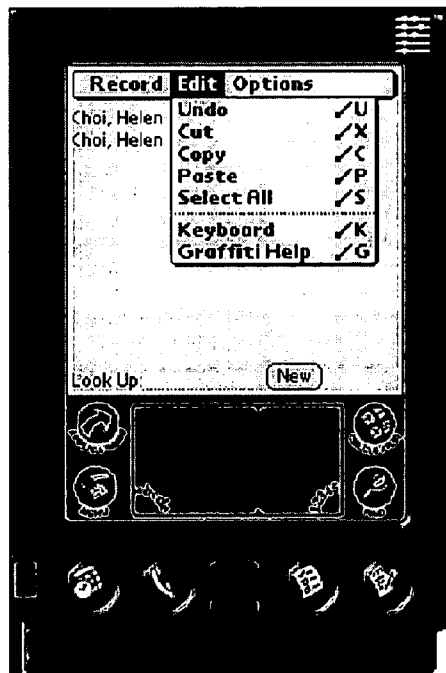 Record Edit Options
Choi, Helen
Choi, Helen
Undo /U
Cut /X
Copy /C
Paste /P
Select All /S
Keyboard /K
Graffiti Help /G
Look Up:
New